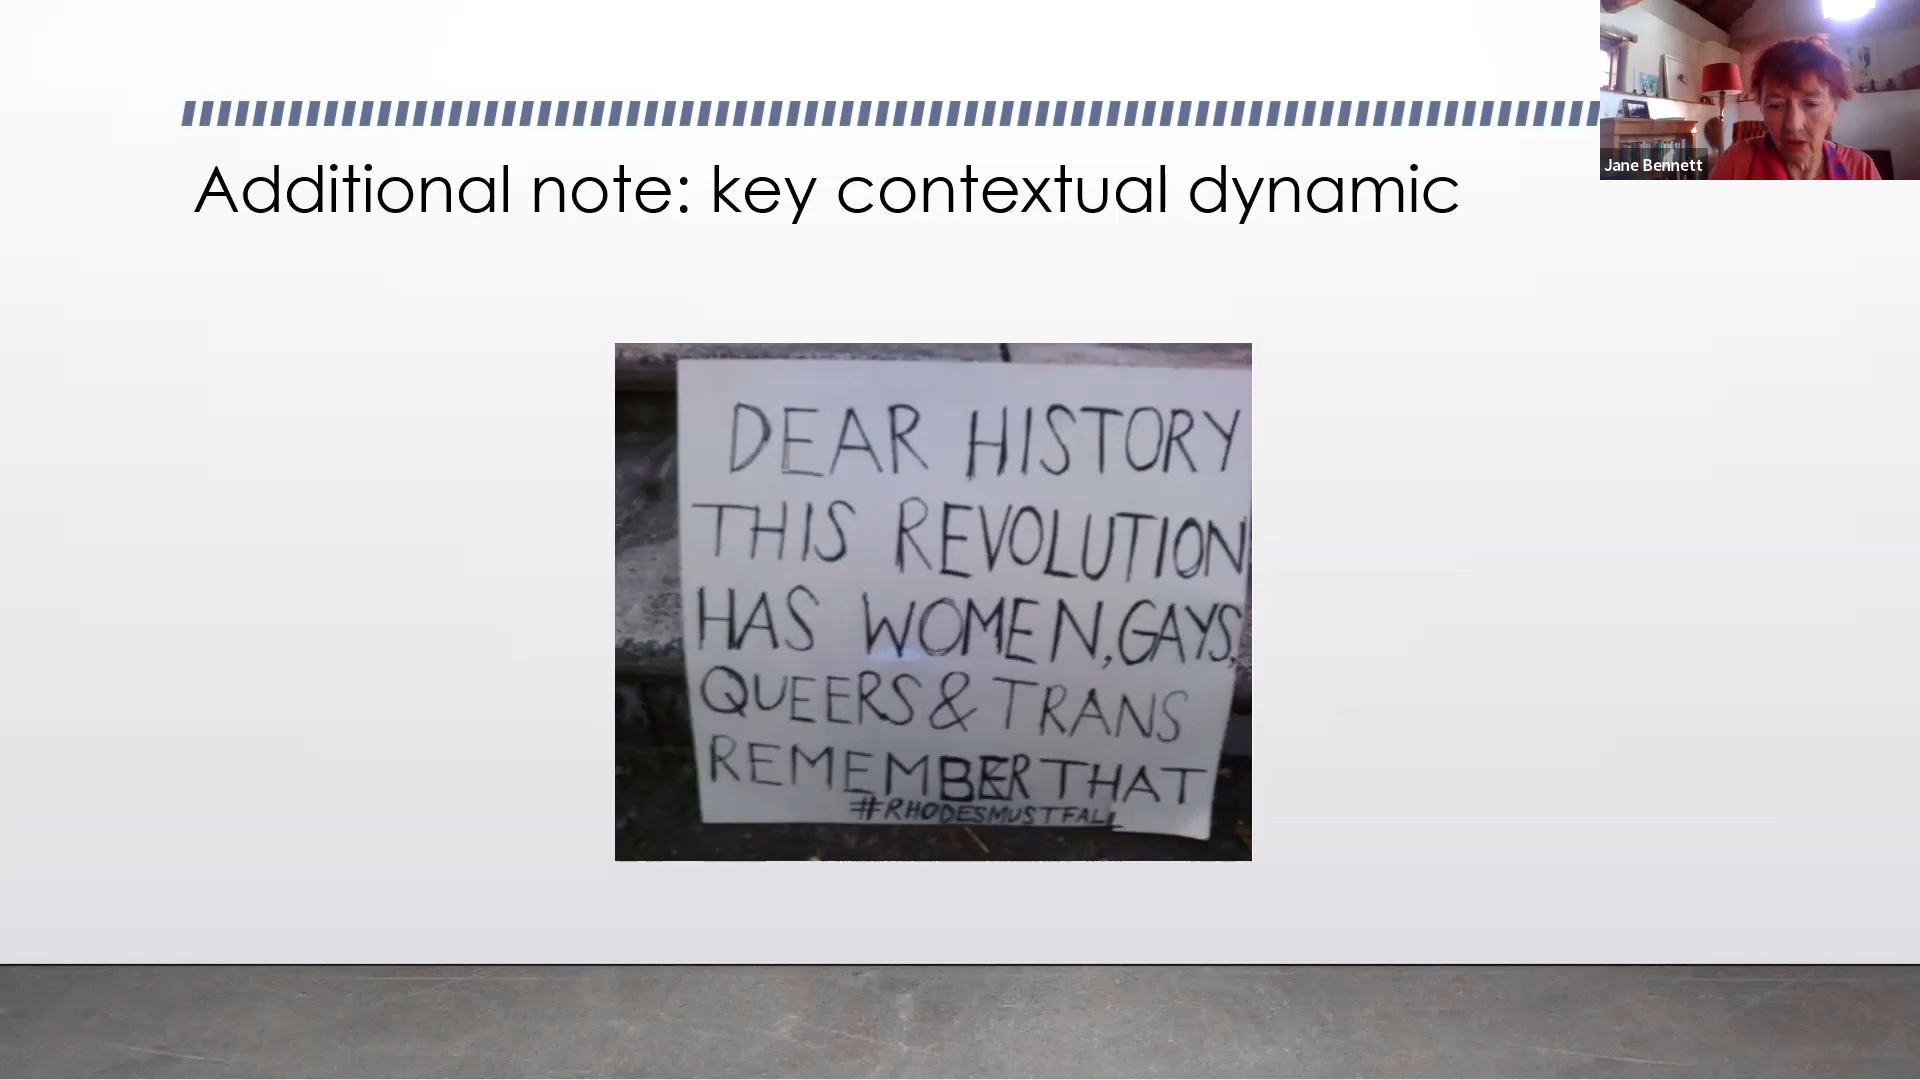 Additional note: key contextual dynamic
Jane Bennett
DEAR HISTORY
THIS REVOLUTION
HAS WOMEN, GAYS,
QUEERS & TRANS
REMEMBER THAT
#RHODESMUSTFALL